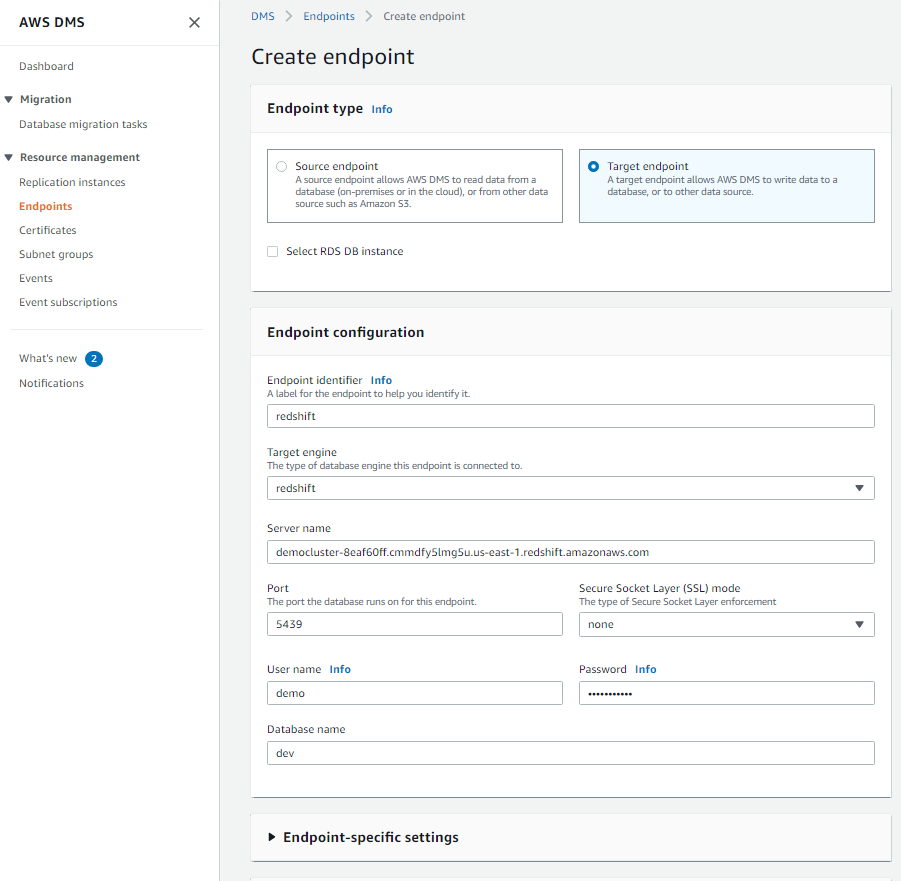 AWS DMS
Dashboard
Migration
Database migration tasks
Resource management
Replication instances
Endpoints
Certificates
Subnet groups
Events
Event subscriptions
What's new 2
Notifications
DMS Endpoints Create endpoint
Create endpoint
Endpoint type Info
Source endpoint
A source endpoint allows AWS DMS to read data from a
database (on-premises or in the cloud), or from other data
source such as Amazon S3.
Target endpoint
A target endpoint allows AWS DMS to write data to a
database, or to other data source.
Select RDS DB instance
Endpoint configuration
Endpoint identifier Info
A label for the endpoint to help you identify it.
redshift
Target engine
The type of database engine this endpoint is connected to.
redshift
Server name
democluster-8eaf60ff.cmmdfy5lmg5u.us-east-1.redshift.amazonaws.com
Port
The port the database runs on for this endpoint.
5439
Secure Socket Layer (SSL) mode
The type of Secure Socket Layer enforcement
none
User name Info
demo
Password Info
•••••••••••
Database name
dev
Endpoint-specific settings